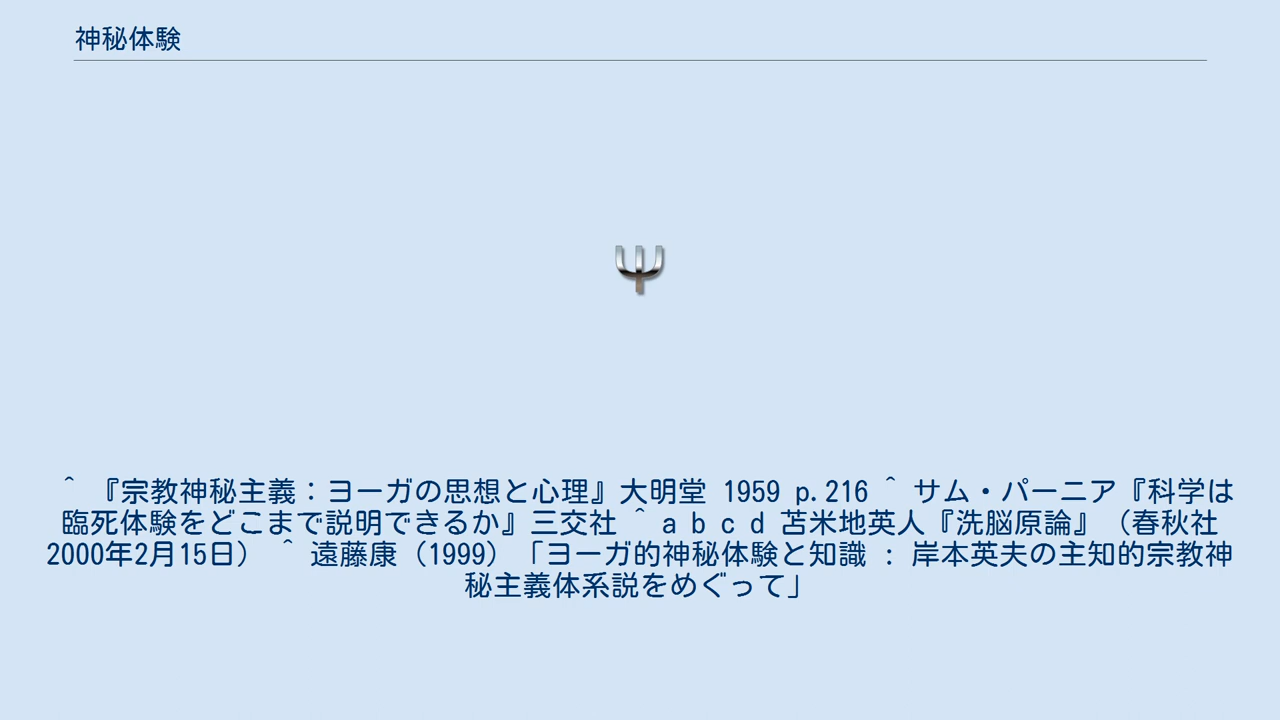 神秘体験
Ψ
^ 『宗教神秘主義：ヨーガの思想と心理』大明堂 1959 p.216 ^ サム・パーニア『科学は
臨死体験をどこまで説明できるか』三交社 ^ a b c d 苫米地英人『洗脳原論』（春秋社
2000年2月15日） ^ 遠藤康（1999）「ヨーガ的神秘体験と知識 : 岸本英夫の主知的宗教神
秘主義体系説をめぐって」